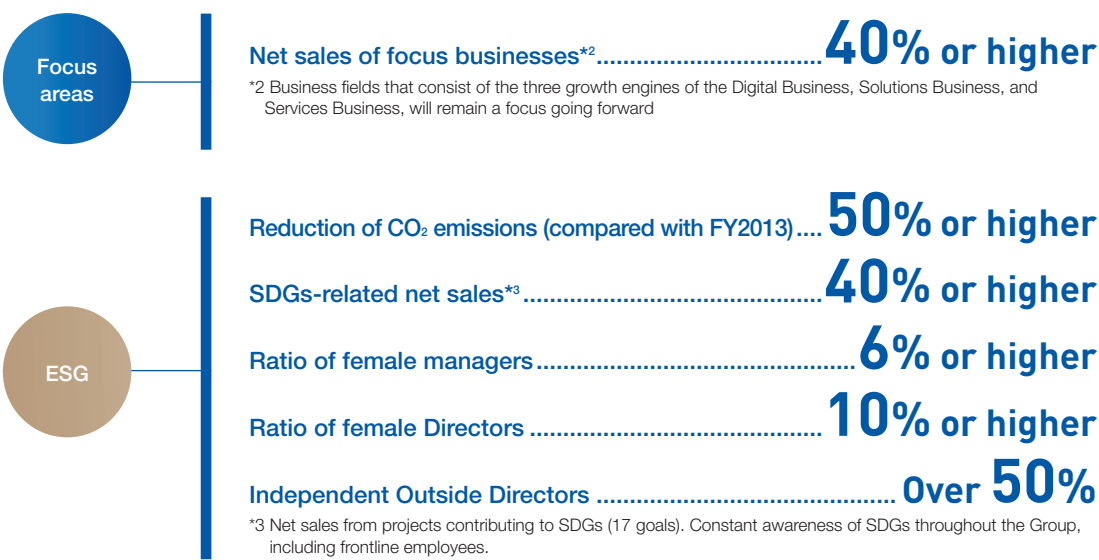 Focus
areas
Net sales of focus businesses*2..................................... 40% or higher
*2 Business fields that consist of the three growth engines of the Digital Business, Solutions Business, and
Services Business, will remain a focus going forward
ESG
Reduction of CO₂ emissions (compared with FY2013).... 50% or higher
SDGs-related net sales*3 ................................................. 40% or higher
Ratio of female managers..................................................... 6% or higher
Ratio of female Directors ................................................ 10% or higher
Independent Outside Directors ................................................. Over 50%
*3 Net sales from projects contributing to SDGs (17 goals). Constant awareness of SDGs throughout the Group,
including frontline employees.